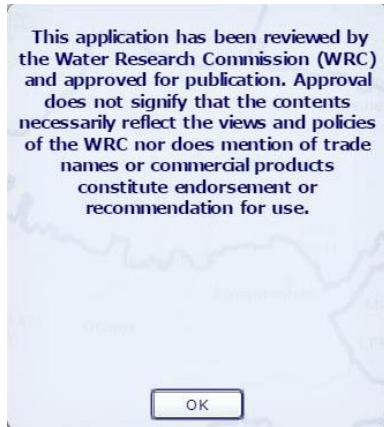 This application has been reviewed by
the Water Research Commission (WRC)
and approved for publication. Approval
does not signify that the contents
necessarily reflect the views and policies
of the WRC nor does mention of trade
names or commercial products
constitute endorsement or
recommendation for use.
OK